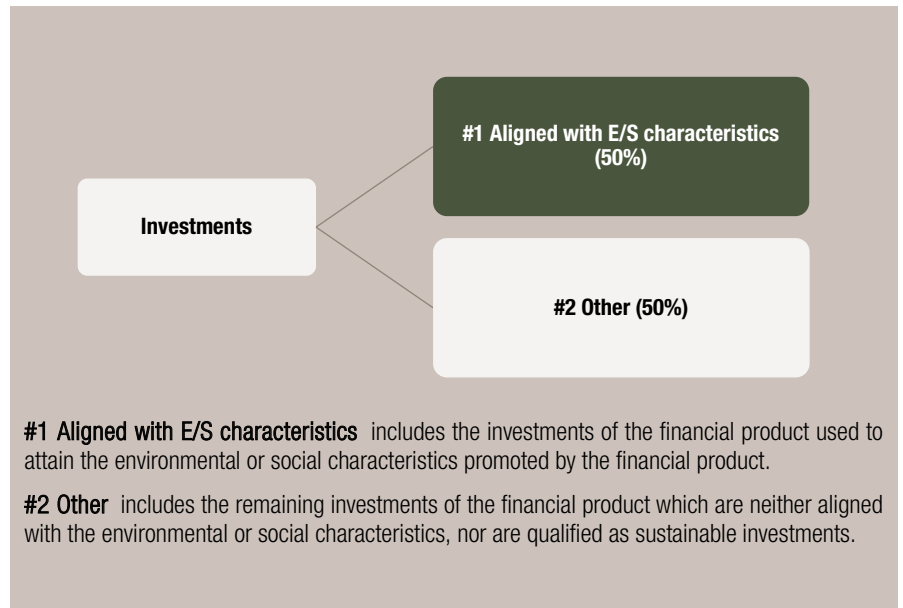 #1 Aligned with E/S characteristics
(50%)
Investments
#2 Other (50%)
#1 Aligned with E/S characteristics includes the investments of the financial product used to
attain the environmental or social characteristics promoted by the financial product.
#2 Other includes the remaining investments of the financial product which are neither aligned
with the environmental or social characteristics, nor are qualified as sustainable investments.